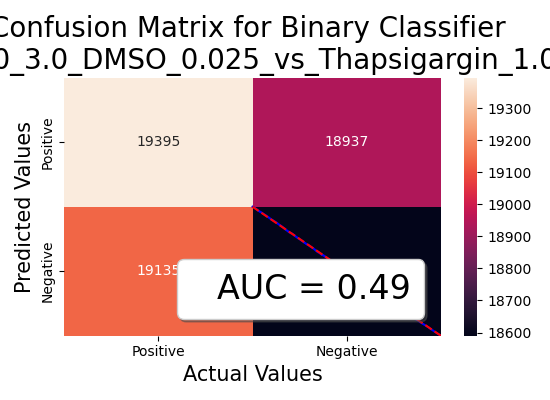 Confusion Matrix for Binary Classifier
0_3.0_DMSO_0.025_vs_Thapsigargin_1.0
Predicted Values
Positive
Negative
19395
18937
19135
AUC = 0.49
Positive
Negative
Actual Values
19300
19200
19100
19000
18900
18800
18700
18600